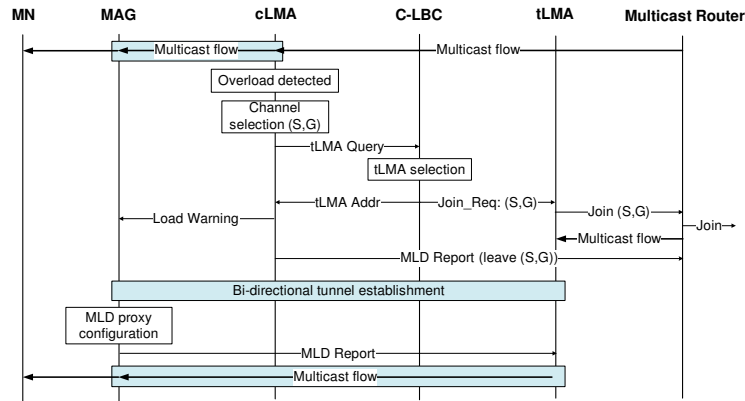 MN MAG cLMA C-LBC tLMA Multicast Router
Multicast flow Multicast flow
Overload detected
Channel
selection (S,G)
tLMA Query
tLMA selection
tLMA Addr Join_Req: (S,G)
Load Warning Join (S,G)
Join
Multicast flow
MLD Report (leave (S,G))
Bi-directional tunnel establishment
MLD proxy
configuration
MLD Report
Multicast flow